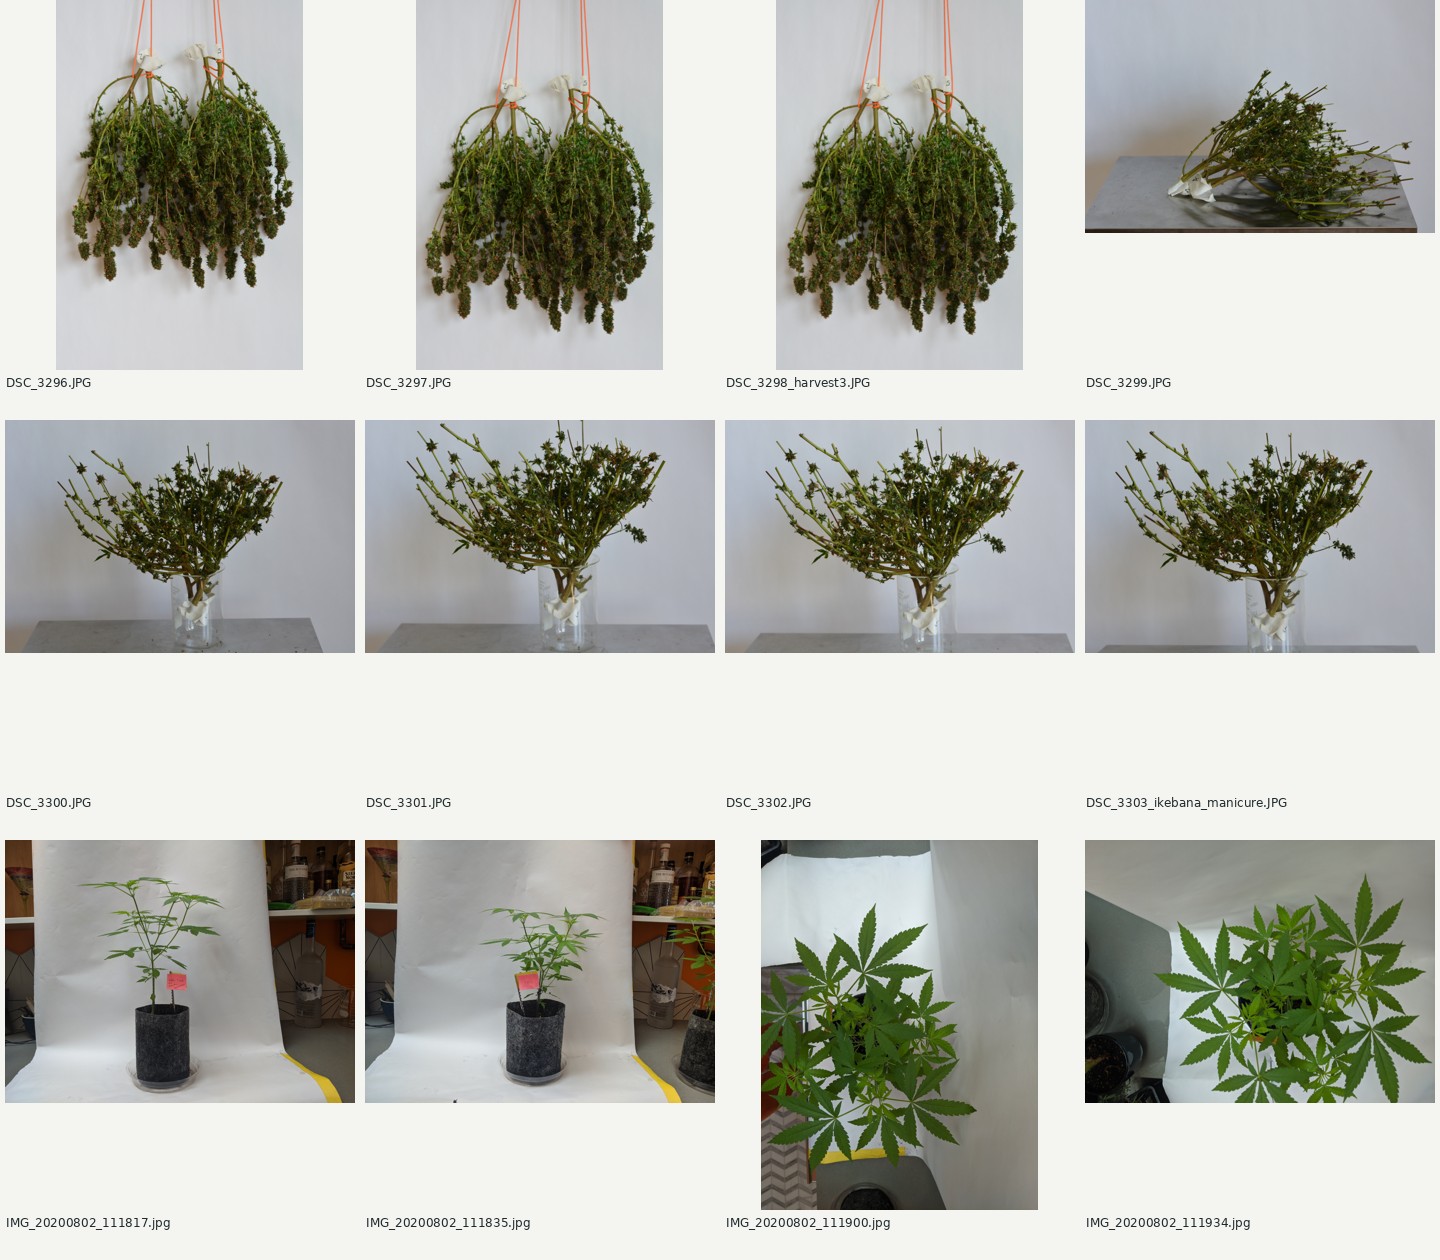 DSC_3296.JPG
DSC_3297.JPG
DSC_3298_harvest3.JPG
DSC_3299.JPG
DSC_3300.JPG
DSC_3301.JPG
DSC_3302.JPG
DSC_3303_ikebana_manicure.JPG
IMG_20200802_111817.jpg
IMG_20200802_111835.jpg
IMG_20200802_111900.jpg
IMG_20200802_111934.jpg